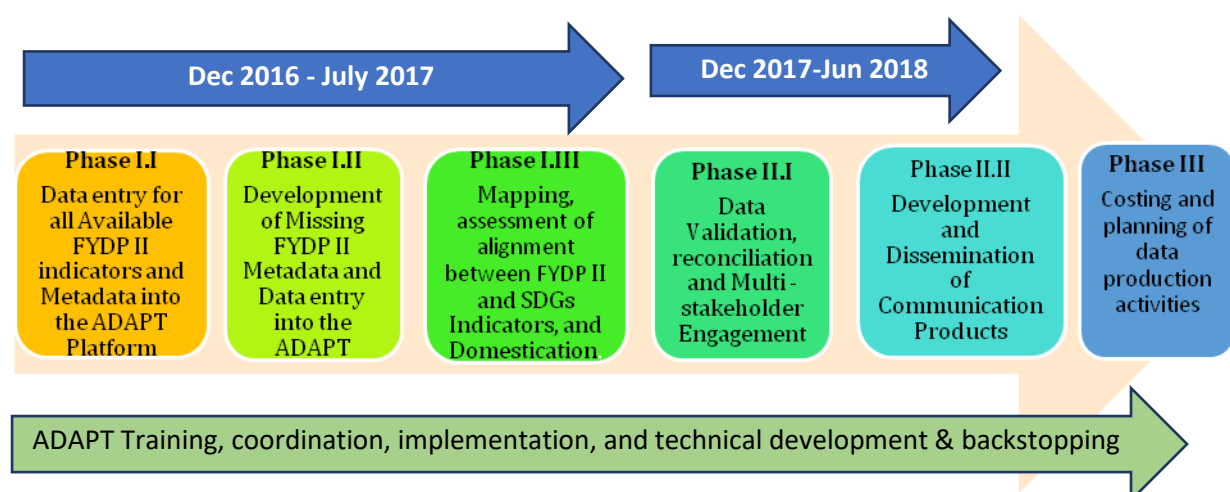 Dec 2016 - July 2017
Dec 2017-Jun 2018
Phase I.I
Data entry for
all Available
FYDP II
indicators and
Metadata into
the ADAPT
Platform
Phase I.II
Development
of Missing
FYDP II
Metadata and
Data entry
into the
ADAPT
Phase I.III
Mapping,
assessment of
alignment
between FYDP II
and SDGs
Indicators, and
Domestication.
Phase II.I
Data
Validation,
reconciliation
and Multi-
stakeholder
Engagement
Phase II.II
Development
and
Dissemination
of
Communication
Products
Phase III
Costing and
planning of
data
production
activities
ADAPT Training, coordination, implementation, and technical development & backstopping